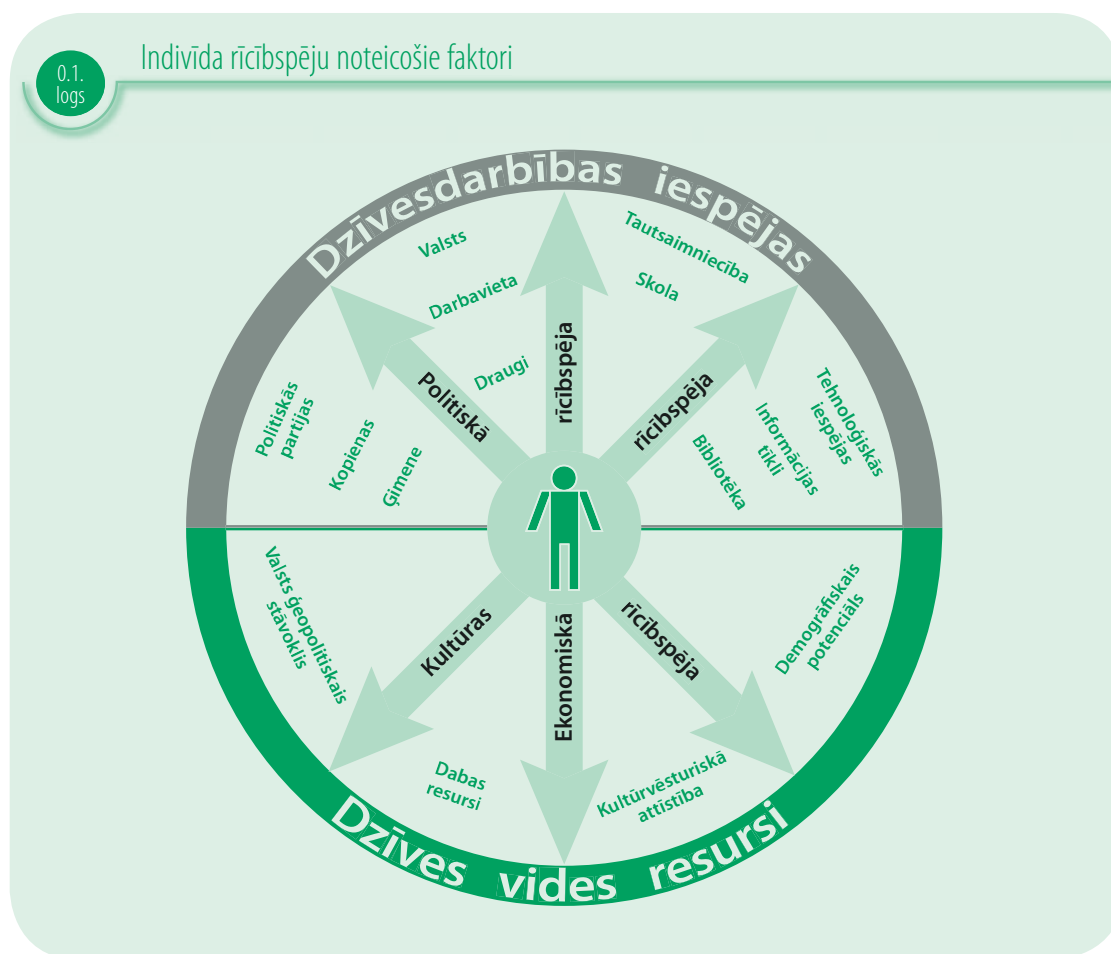 0.1.
logs
Indivīda rīcībspēju noteicošie faktori
Dzīvesdarbības iespējas
Valsts
Darbavieta
Draugi
Tautsaimniecība
Skola
Politiskā
rīcībspēja
rīcībspēja
Politiskās
partijas
Kopienas
Ģimene
Bibliotēka
Informācijas
tīkli
Tehnoloģiskās
iespējas
Valsts ģeopolitiskais
stāvoklis
Kultūras
Ekonomiskā
rīcībspēja
Demogrāfiskais
potenciāls
Dabas
resursi
Kultūrvēsturiskā
attīstība
Dzīves vides resursi